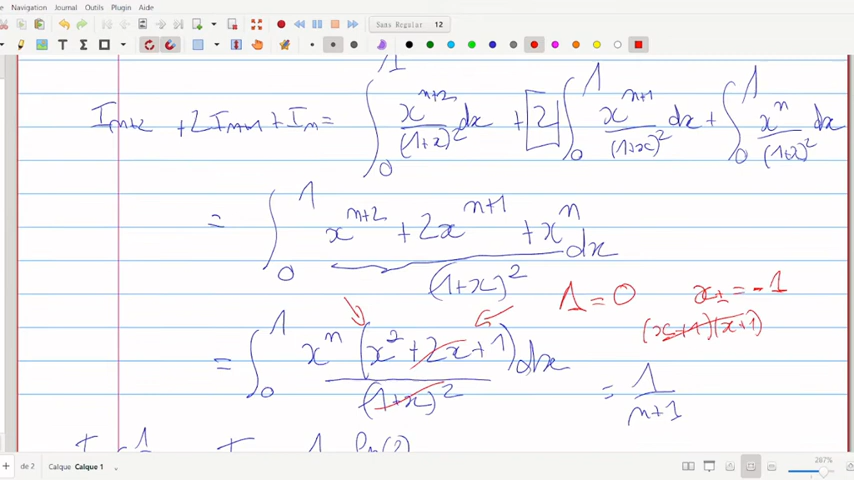 Navigation Journal Outils Plugin Aide
Sans Regular 12
I_{n+2} + 2I_{n+1} + I_n = ∫_0^1 x^{n+2}/(1+x)^2 dx + 2 ∫_0^1 x^{n+1}/(1+x)^2 dx + ∫_0^1 x^n/(1+x)^2 dx
= ∫_0^1 (x^{n+2} + 2x^{n+1} + x^n)/(1+x)^2 dx
Δ = 0 x_1 = -1
(x+1)(x+1)
= ∫_0^1 x^n (x^2 + 2x + 1)/(1+x)^2 dx = 1/(n+1)
ln(2)
de 2 Calque Calque 1 267%